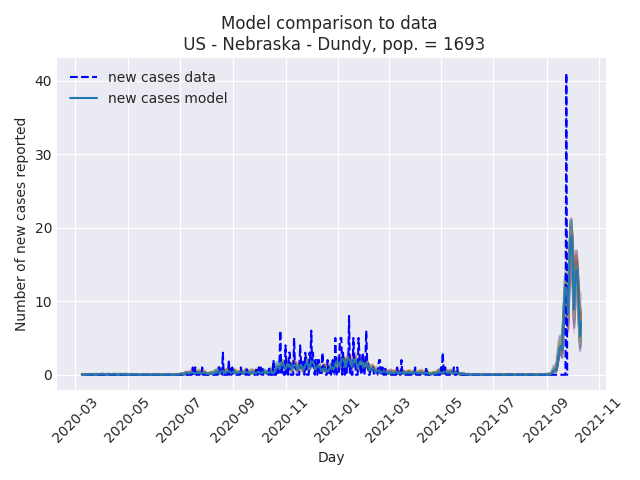 Model comparison to data
US - Nebraska - Dundy, pop. = 1693
new cases data
new cases model
Number of new cases reported
40
30
20
10
0
2020-03
2020-05
2020-07
2020-09
2020-11
2021-01
2021-03
2021-05
2021-07
2021-09
2021-11
Day